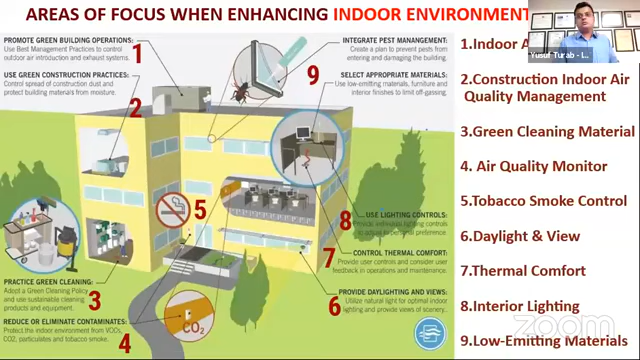 AREAS OF FOCUS WHEN ENHANCING INDOOR ENVIRONMENT
PROMOTE GREEN BUILDING OPERATIONS:
Use Best Management Practices to control
outdoor air introduction and exhaust systems.
1
USE GREEN CONSTRUCTION PRACTICES:
Control spread of construction dust and
protect building materials from moisture.
2
INTEGRATE PEST MANGEMENT:
Create a plan to prevent pests from
entering and damaging the building.
9
SELECT APPROPRIATE MATERIALS:
Use low-emitting materials, furniture and
interior finishes to limit off-gassing.
5
8
USE LIGHTING CONTROLS:
Provide individual lighting controls
to personal preference.
7
CONTROL THERMAL COMFORT:
Provide user controls and consider user
feedback in operations and maintenance.
6
PROVIDE DAYLIGHTING AND VIEWS:
Utilize natural light for optimal indoor
lighting and provide views of scenery.
PRACTICE GREEN CLEANING:
Adopt a Green Cleaning Policy
and use sustainable cleaning
products and equipment.
3
REDUCE OR ELIMINATE CONTAMINATES:
Protect the indoor environment from VOCs,
CO2, particulates and tobacco smoke.
4
CO2
Yusuf Turab - L...
1.Indoor A
2.Construction Indoor Air
Quality Management
3.Green Cleaning Material
4. Air Quality Monitor
5.Tobacco Smoke Control
6.Daylight & View
7.Thermal Comfort
8.Interior Lighting
9.Low-Emitting Materials
zoom